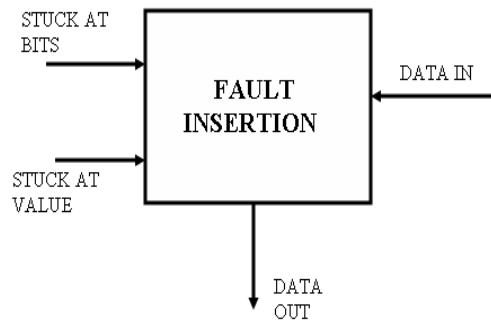 STUCK AT
BITS
FAULT
INSERTION
DATA IN
STUCK AT
VALUE
DATA
OUT